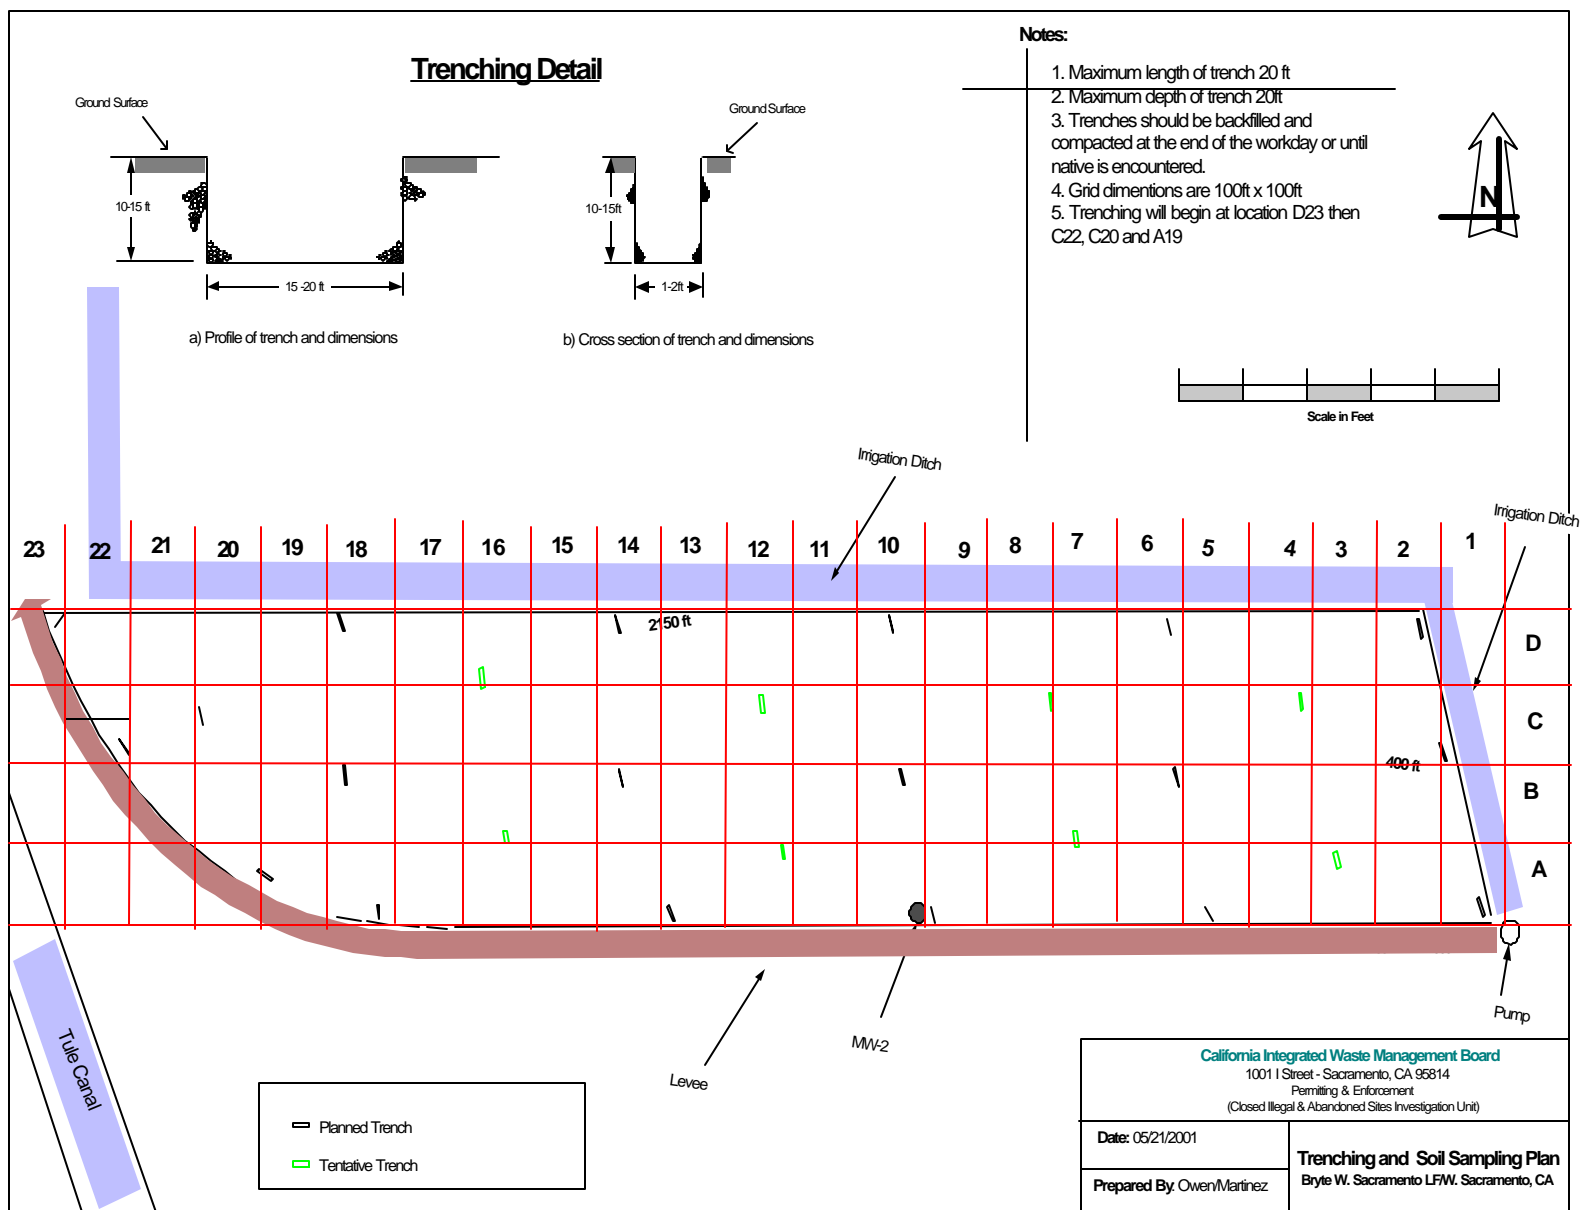 Trenching Detail
Ground Surface
10-15 ft
15 -20 ft
a) Profile of trench and dimensions
Ground Surface
10-15ft
1-2ft
b) Cross section of trench and dimensions
Notes:
1. Maximum length of trench 20 ft
2. Maximum depth of trench 20ft
3. Trenches should be backfilled and
compacted at the end of the workday or until
native is encountered.
4. Grid dimentions are 100ft x 100ft
5. Trenching will begin at location D23 then
C22, C20 and A19
N
Scale in Feet
Irrigation Ditch
Irrigation Ditch
23 22 21 20 19 18 17 16 15 14 13 12 11 10 9 8 7 6 5 4 3 2 1
2150 ft
D
C
400 ft
B
A
Tule Canal
Levee
MW-2
Pump
Planned Trench
Tentative Trench
California Integrated Waste Management Board
1001 I Street - Sacramento, CA 95814
Permitting & Enforcement
(Closed Illegal & Abandoned Sites Investigation Unit)
Date: 05/21/2001
Prepared By: Owen/Martinez
Trenching and Soil Sampling Plan
Bryte W. Sacramento LF/W. Sacramento, CA